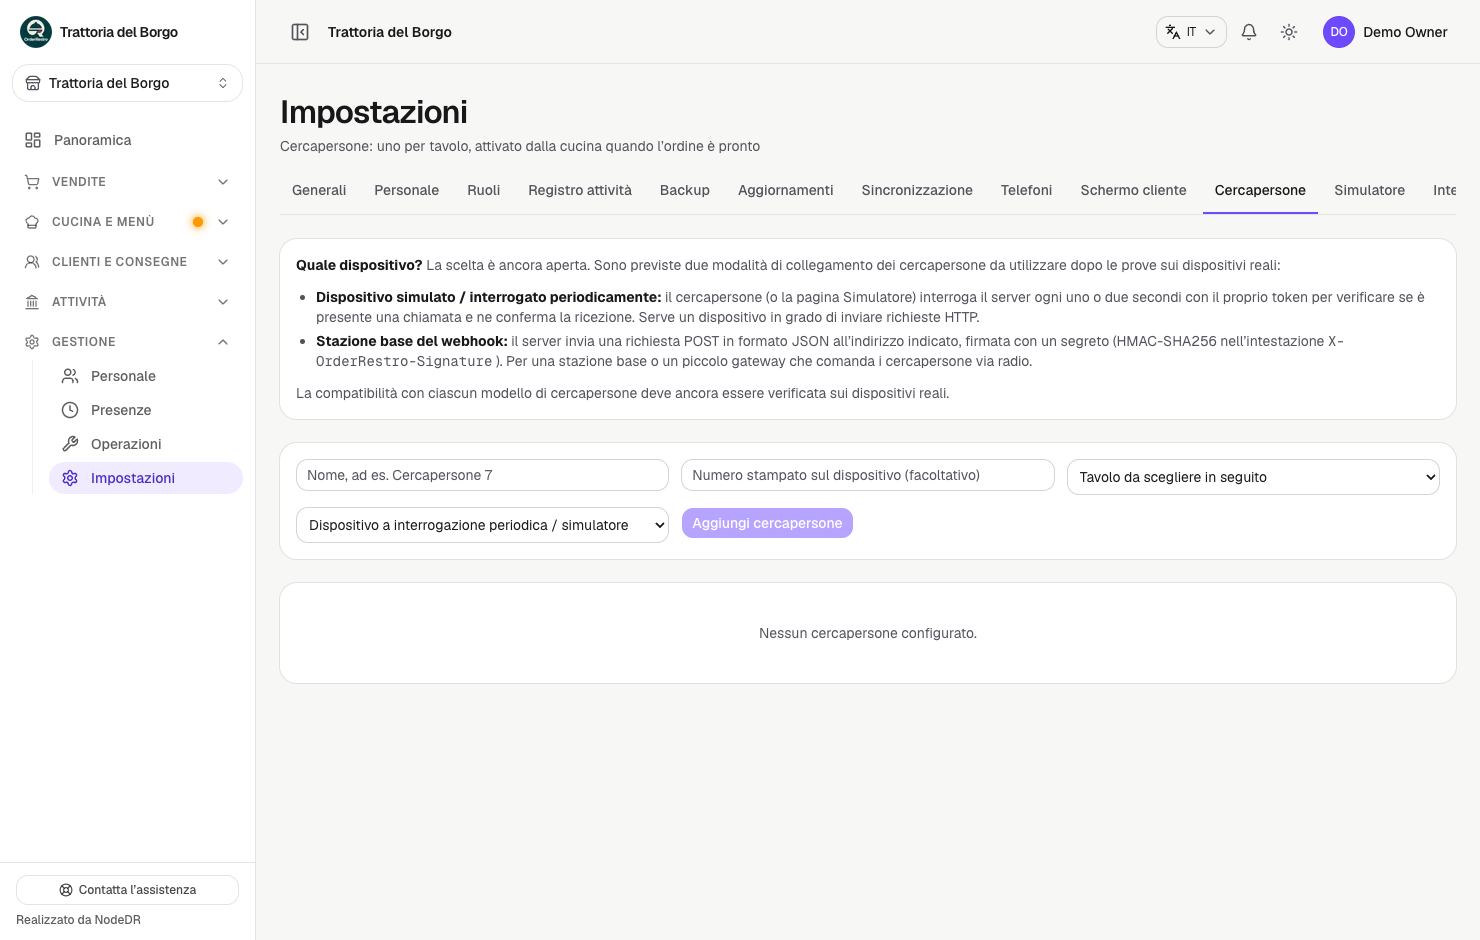 Trattoria del Borgo
Trattoria del Borgo
Panoramica
VENDITE
CUCINA E MENÙ
CLIENTI E CONSEGNE
ATTIVITÀ
GESTIONE
Personale
Presenze
Operazioni
Impostazioni
Contatta l'assistenza
Realizzato da NodeDR
Trattoria del Borgo
IT
DO
Demo Owner
Impostazioni
Cercapersone: uno per tavolo, attivato dalla cucina quando l'ordine è pronto
Generali Personale Ruoli Registro attività Backup Aggiornamenti Sincronizzazione Telefoni Schermo cliente Cercapersone Simulatore Inte
Quale dispositivo? La scelta è ancora aperta. Sono previste due modalità di collegamento dei cercapersone da utilizzare dopo le prove sui dispositivi reali:
• Dispositivo simulato / interrogato periodicamente: il cercapersone (o la pagina Simulatore) interroga il server ogni uno o due secondi con il proprio token per verificare se è
presente una chiamata e ne conferma la ricezione. Serve un dispositivo in grado di inviare richieste HTTP.
• Stazione base del webhook: il server invia una richiesta POST in formato JSON all'indirizzo indicato, firmata con un segreto (HMAC-SHA256 nell'intestazione X-
OrderRestro-Signature ). Per una stazione base o un piccolo gateway che comanda i cercapersone via radio.
La compatibilità con ciascun modello di cercapersone deve ancora essere verificata sui dispositivi reali.
Nome, ad es. Cercapersone 7
Numero stampato sul dispositivo (facoltativo)
Tavolo da scegliere in seguito
Dispositivo a interrogazione periodica / simulatore
Aggiungi cercapersone
Nessun cercapersone configurato.